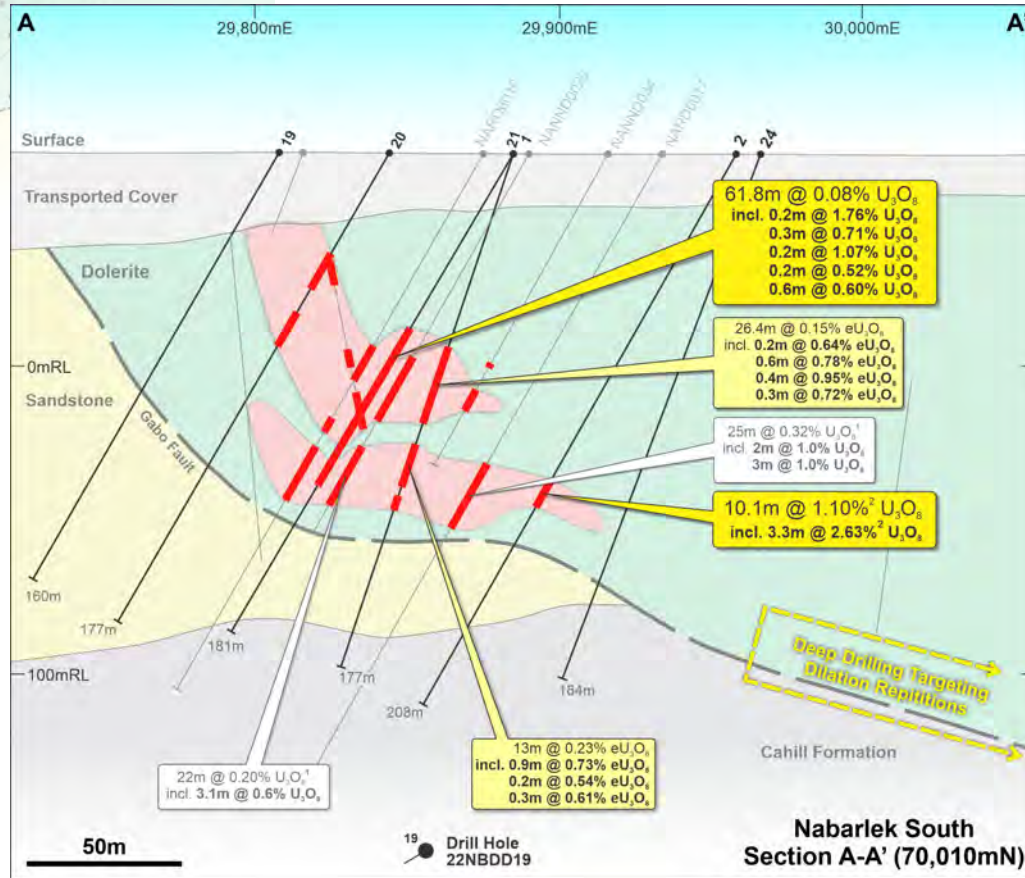 A
29,800mE
29,900mE
30,000mE
A'
Surface
19
20
21
1
NANND034
2
24
Transported Cover
Dolerite
0mRL
Sandstone
Gabo Fault
61.8m @ 0.08% U₃O₈
incl. 0.2m @ 1.76% U₃O₈
0.3m @ 0.71% U₃O₈
0.2m @ 1.07% U₃O₈
0.2m @ 0.52% U₃O₈
0.6m @ 0.60% U₃O₈
26.4m @ 0.15% eU₃O₈
incl. 0.2m @ 0.64% eU₃O₈
0.6m @ 0.78% eU₃O₈
0.4m @ 0.95% eU₃O₈
0.3m @ 0.72% eU₃O₈
25m @ 0.32% U₃O₈¹
incl. 2m @ 1.0% U₃O₈
3m @ 1.0% U₃O₈
10.1m @ 1.10%² U₃O₈
incl. 3.3m @ 2.63%² U₃O₈
160m
177m
181m
177m
208m
184m
100mRL
Deep Drilling Targeting
Dilation Repititions
Cahill Formation
22m @ 0.20% U₃O₈¹
incl. 3.1m @ 0.6% U₃O₈
13m @ 0.23% eU₃O₈
incl. 0.9m @ 0.73% eU₃O₈
0.2m @ 0.54% eU₃O₈
0.3m @ 0.61% eU₃O₈
50m
19
Drill Hole
22NBDD19
Nabarlek South
Section A-A' (70,010mN)